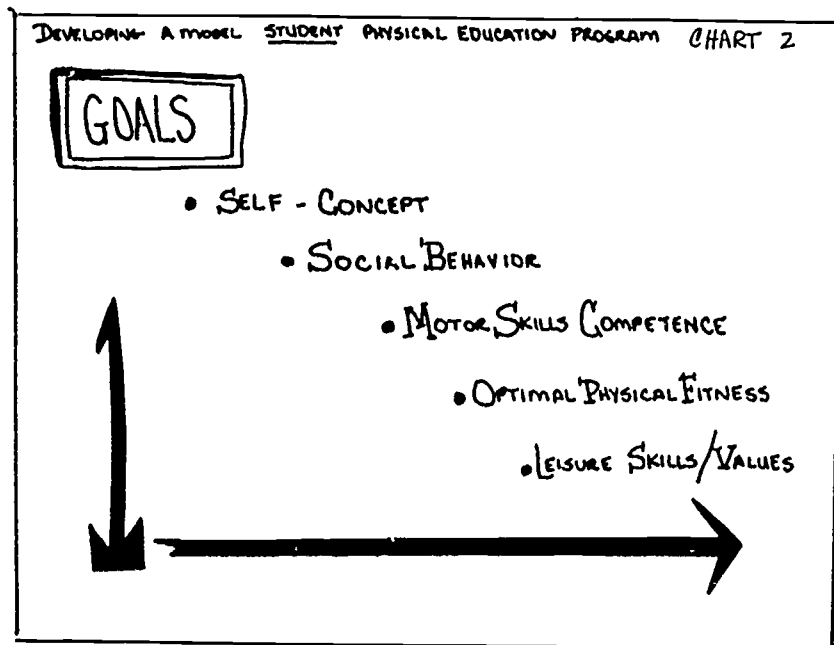 DEVELOPING A MODEL STUDENT PHYSICAL EDUCATION PROGRAM CHART 2
GOALS
• SELF - CONCEPT
• SOCIAL BEHAVIOR
• MOTOR SKILLS COMPETENCE
• OPTIMAL PHYSICAL FITNESS
• LEISURE SKILLS/VALUES